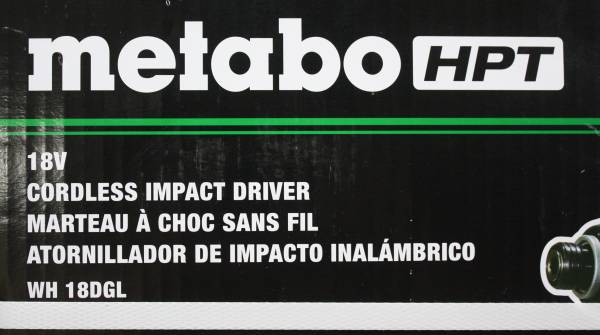 metabo HPT
18V
CORDLESS IMPACT DRIVER
MARTEAU À CHOC SANS FIL
ATORNILLADOR DE IMPACTO INALÁMBRICO
WH 18DGL